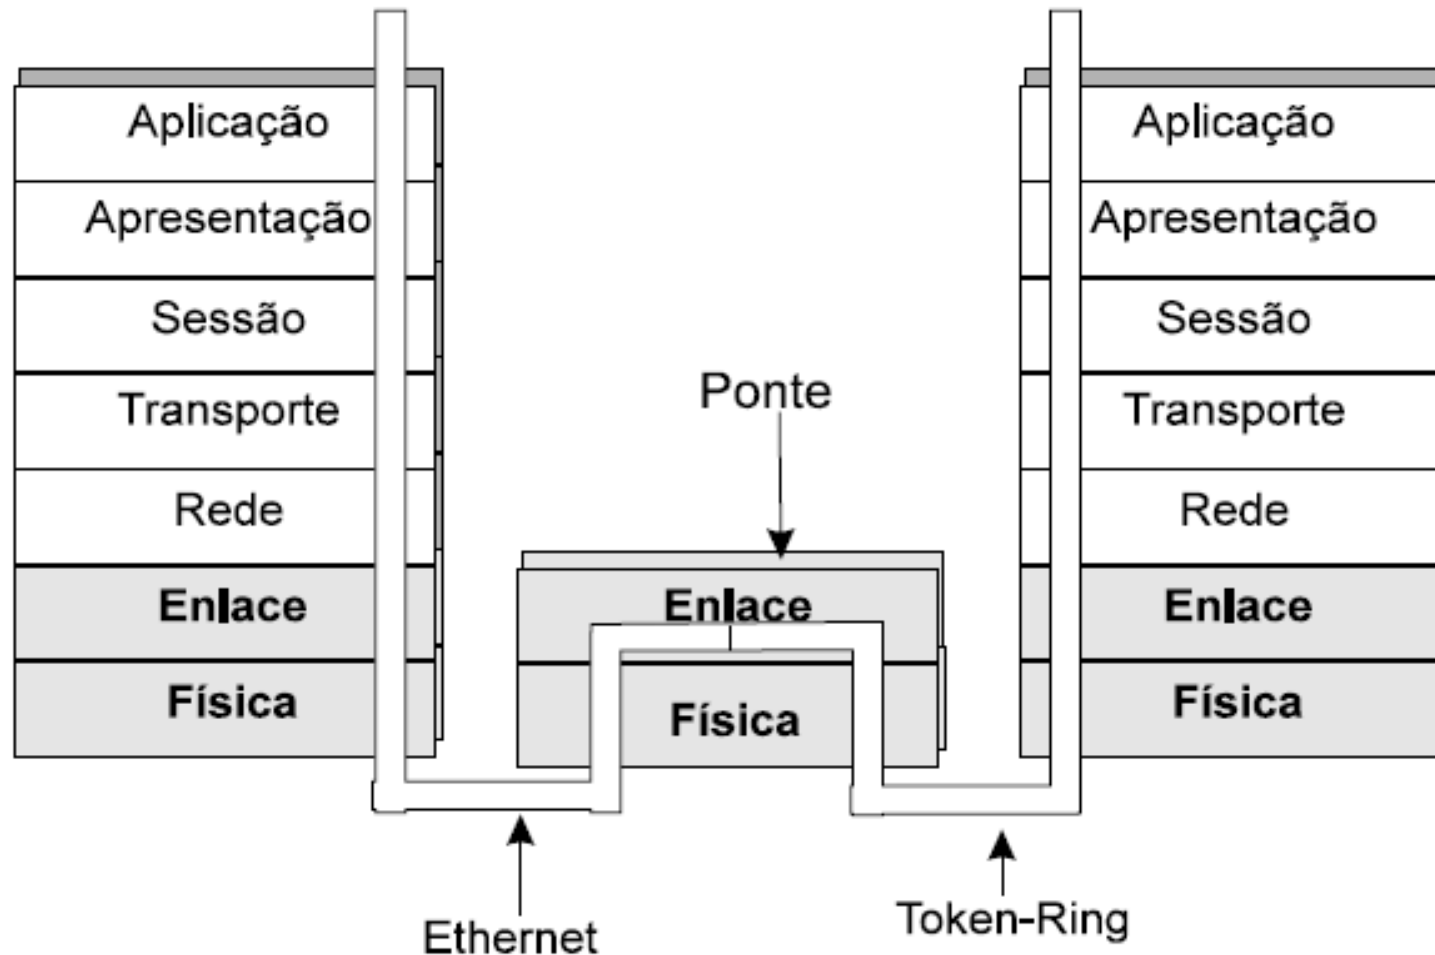 Aplicação
Apresentação
Sessão
Transporte
Rede
Enlace
Física
Ponte
Enlace
Física
Aplicação
Apresentação
Sessão
Transporte
Rede
Enlace
Física
Ethernet
Token-Ring